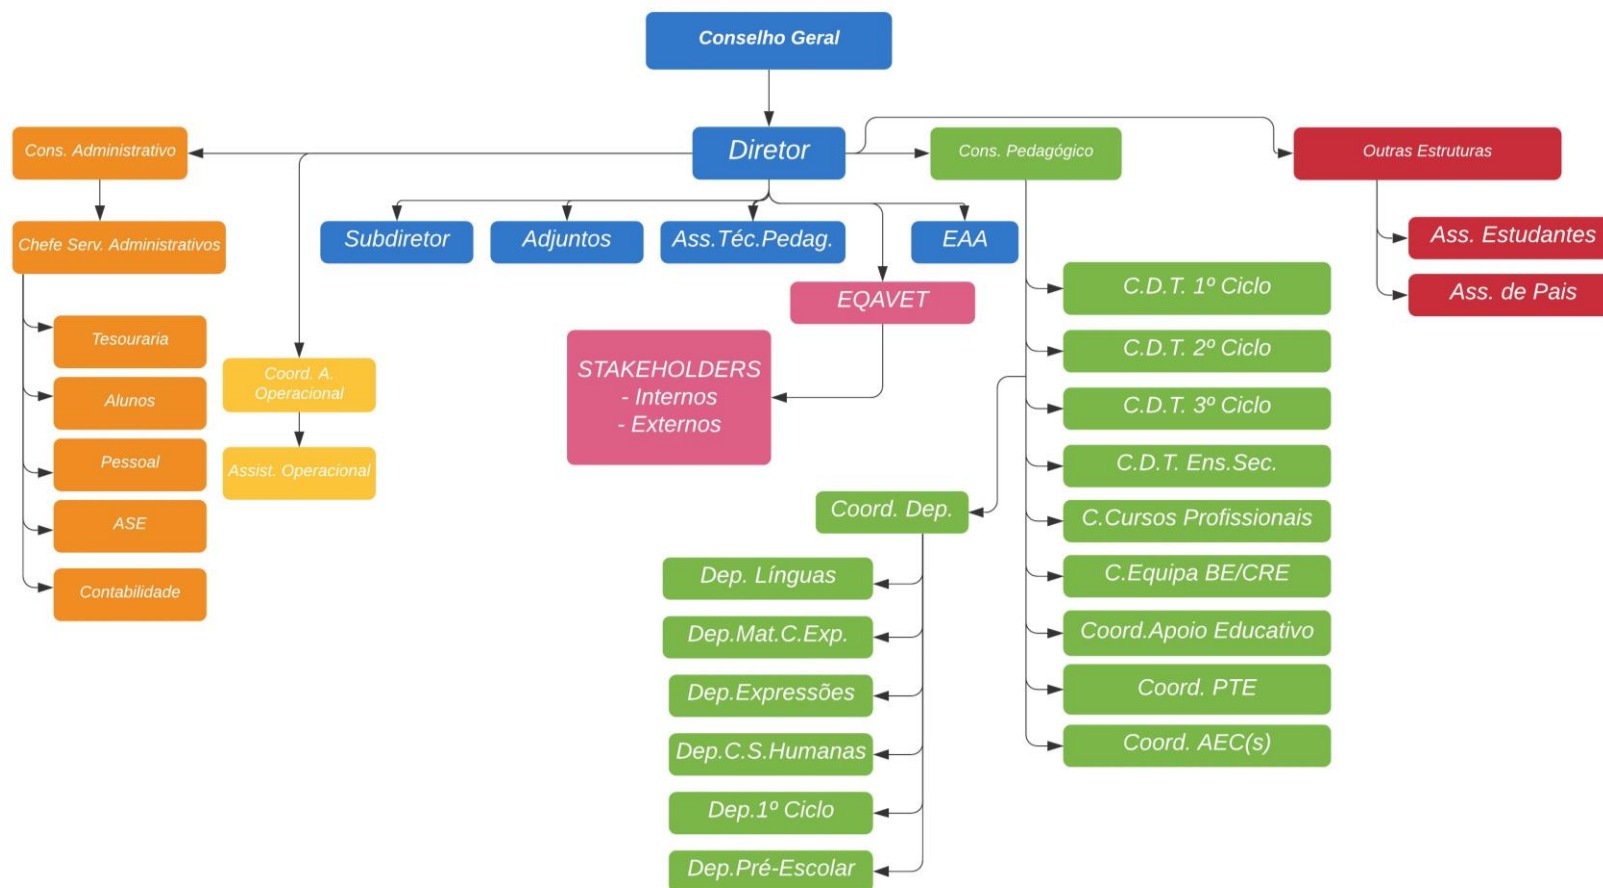 Conselho Geral
Cons. Administrativo
Diretor
Cons. Pedagógico
Outras Estruturas
Chefe Serv. Administrativos
Subdiretor
Adjuntos
Ass.Téc.Pedag.
EAA
Ass. Estudantes
Ass. de Pais
EQAVET
STAKEHOLDERS
- Internos
- Externos
Tesouraria
Alunos
Pessoal
ASE
Contabilidade
Coord. A.
Operacional
Assist. Operacional
C.D.T. 1º Ciclo
C.D.T. 2º Ciclo
C.D.T. 3º Ciclo
C.D.T. Ens.Sec.
C.Cursos Profissionais
C.Equipa BE/CRE
Coord.Apoio Educativo
Coord. PTE
Coord. AEC(s)
Coord. Dep.
Dep. Línguas
Dep.Mat.C.Exp.
Dep.Expressões
Dep.C.S.Humanas
Dep.1º Ciclo
Dep.Pré-Escolar